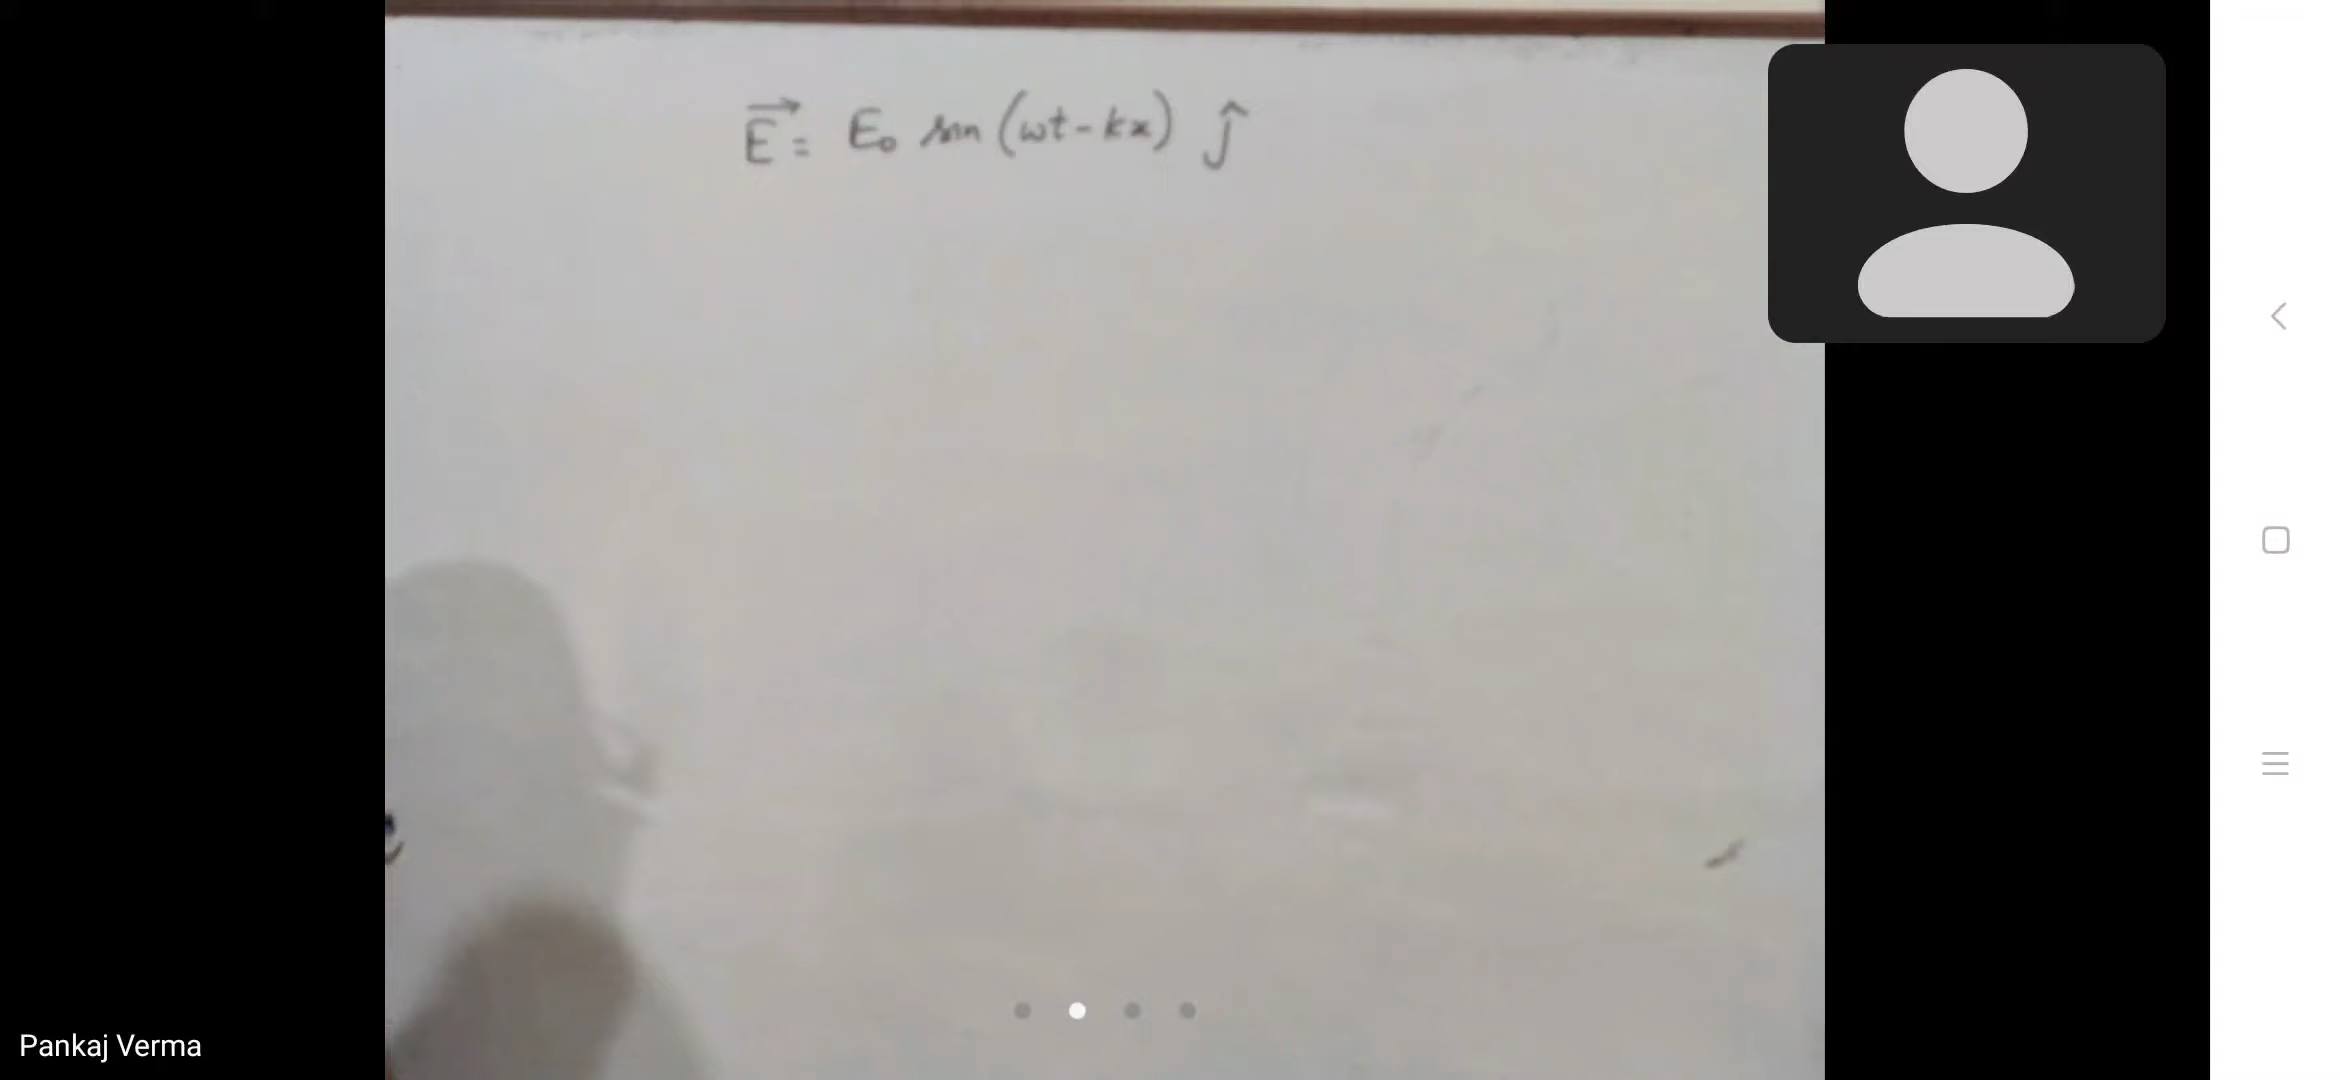 E⃗ = E₀ sin (ωt - kx) ĵ
Pankaj Verma